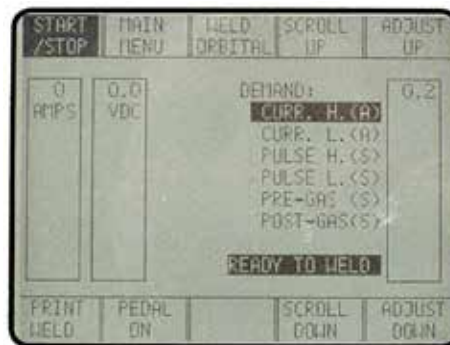 START MAIN WELD SCROLL ADJUST
/STOP MENU ORBITAL UP UP
0 0.0 DEMAND: 0.2
AMPS VDC CURR. H.(A)
CURR. L.(A)
PULSE H.(S)
PULSE L.(S)
PRE-GAS (S)
POST-GAS(S)
READY TO WELD
PRINT PEDAL SCROLL ADJUST
WELD ON DOWN DOWN